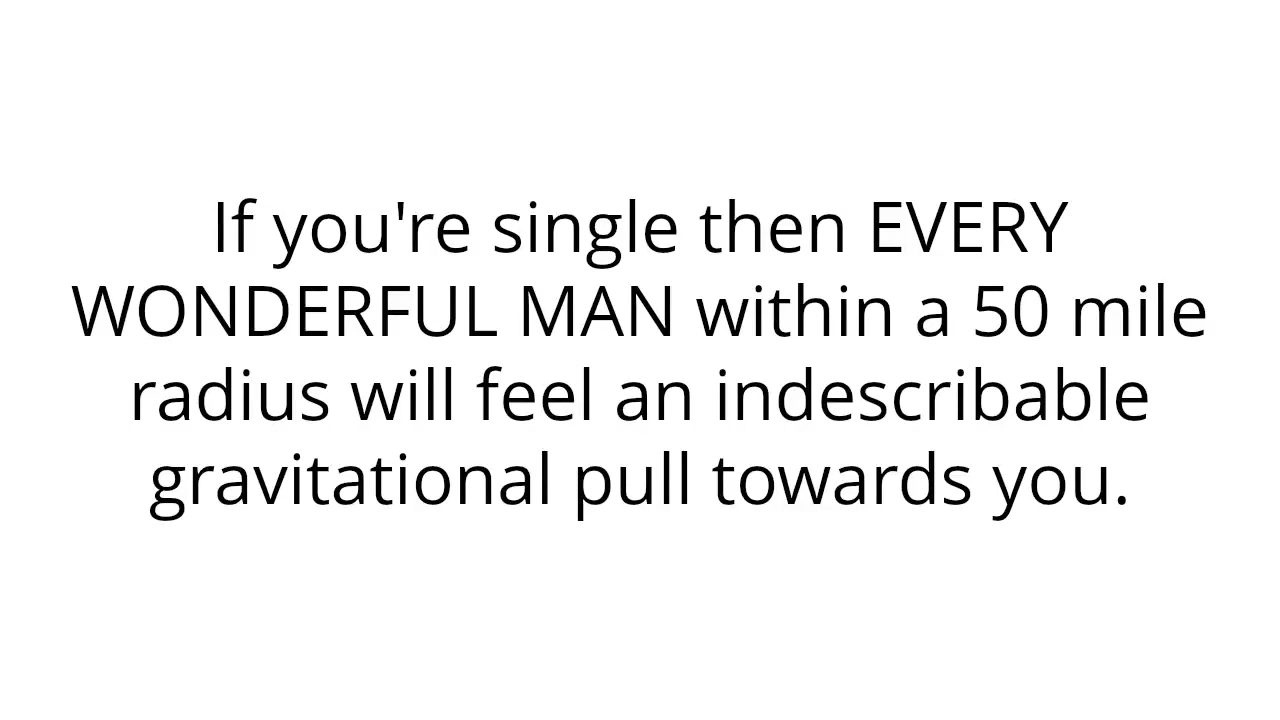 If you're single then EVERY
WONDERFUL MAN within a 50 mile
radius will feel an indescribable
gravitational pull towards you.